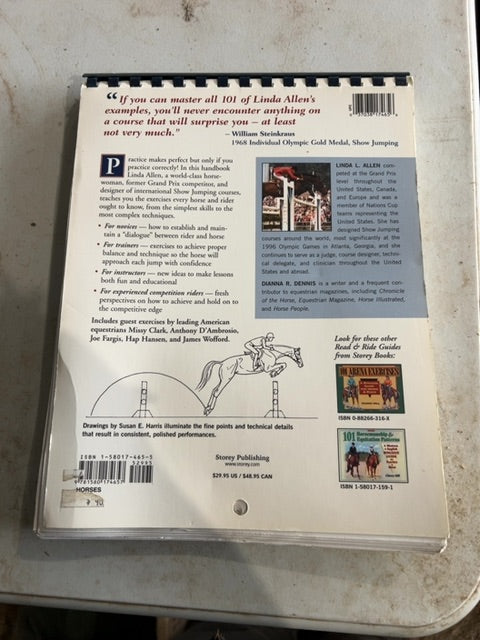 “If you can master all 101 of Linda Allen's
examples, you'll never encounter anything on
a course that will surprise you – at least
not very much."
– William Steinkraus
1968 Individual Olympic Gold Medal, Show Jumping
Practice makes perfect but only if you
practice correctly! In this handbook
Linda Allen, a world-class horse-
woman, former Grand Prix competitor, and
designer of international Show Jumping courses,
teaches you the exercises every horse and rider
ought to know, from the simplest skills to the
most complex techniques.
• For novices — how to establish and main-
tain a "dialogue" between rider and horse
• For trainers — exercises to achieve proper
balance and technique so the horse will
approach each jump with confidence
• For instructors — new ideas to make lessons
both fun and educational
• For experienced competition riders — fresh
perspectives on how to achieve and hold on to
the competitive edge
Includes guest exercises by leading American
equestrians Missy Clark, Anthony D'Ambrosio,
Joe Fargis, Hap Hansen, and James Wofford.
LINDA L. ALLEN com-
peted at the Grand Prix
level throughout the
United States, Canada,
and Europe and was a
member of Nations Cup
teams representing the
United States. She has
designed Show Jumping
courses around the world, most significantly at the
1996 Olympic Games in Atlanta, Georgia, and she
continues to serve as a judge, course designer, techni-
cal delegate, and clinician throughout the United
States and abroad.
DIANNA R. DENNIS is a writer and a frequent con-
tributor to equestrian magazines, including Chronicle
of the Horse, Equestrian Magazine, Horse Illustrated,
and Horse People.
Look for these other
Read & Ride Guides
from Storey Books:
101 ARENA EXERCISES
ISBN 0-88266-316-X
101 Horsemanship &
Equitation Patterns
ISBN 1-58017-159-1
Drawings by Susan E. Harris illuminate the fine points and technical details
that result in consistent, polished performances.
ISBN 1-58017-465-5
52995
9 781580 174657
HORSES
Storey Publishing
www.storey.com
$29.95 US / $48.95 CAN